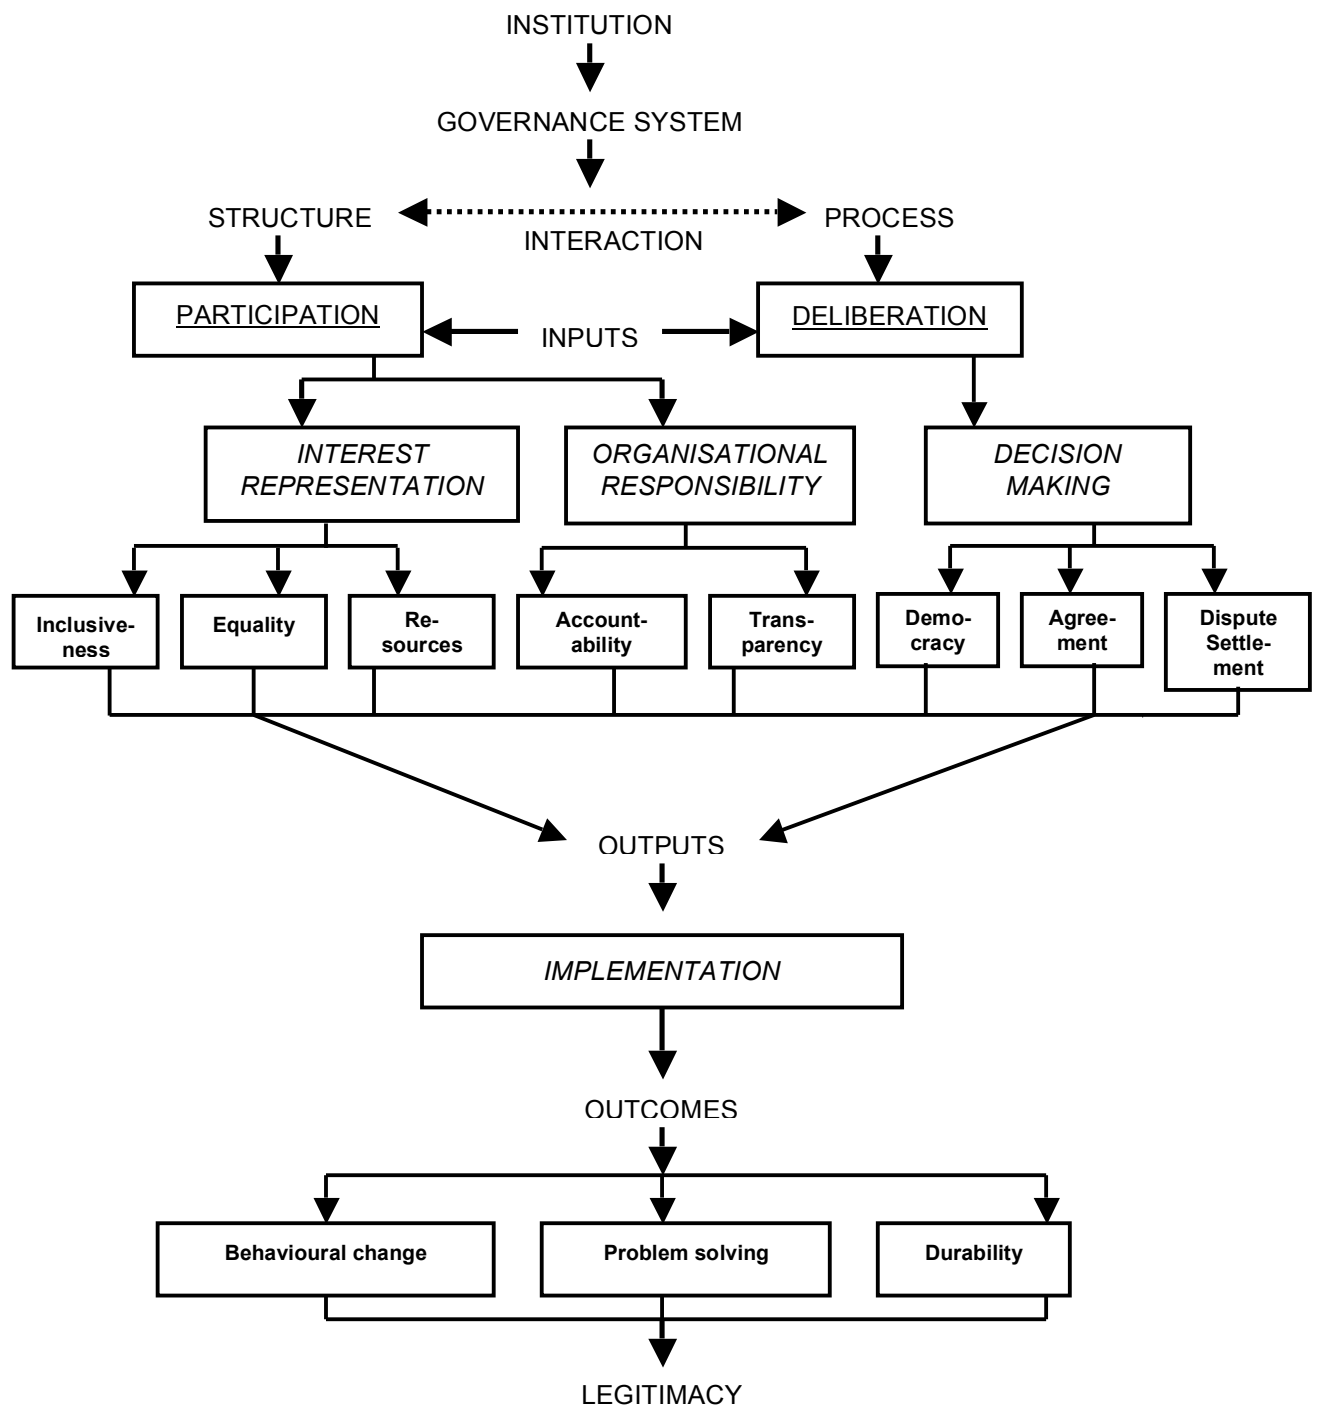 INSTITUTION
GOVERNANCE SYSTEM
STRUCTURE
PROCESS
INTERACTION
PARTICIPATION
DELIBERATION
INPUTS
INTEREST
REPRESENTATION
ORGANISATIONAL
RESPONSIBILITY
DECISION
MAKING
Inclusive-
ness
Equality
Re-
sources
Account-
ability
Trans-
parency
Demo-
cracy
Agree-
ment
Dispute
Settle-
ment
OUTPUTS
IMPLEMENTATION
OUTCOMES
Behavioural change
Problem solving
Durability
LEGITIMACY